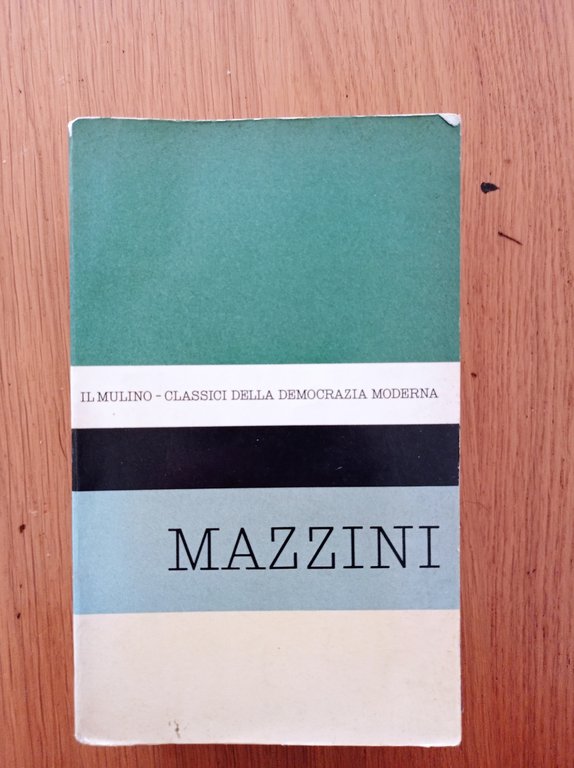 IL MULINO - CLASSICI DELLA DEMOCRAZIA MODERNA
MAZZINI